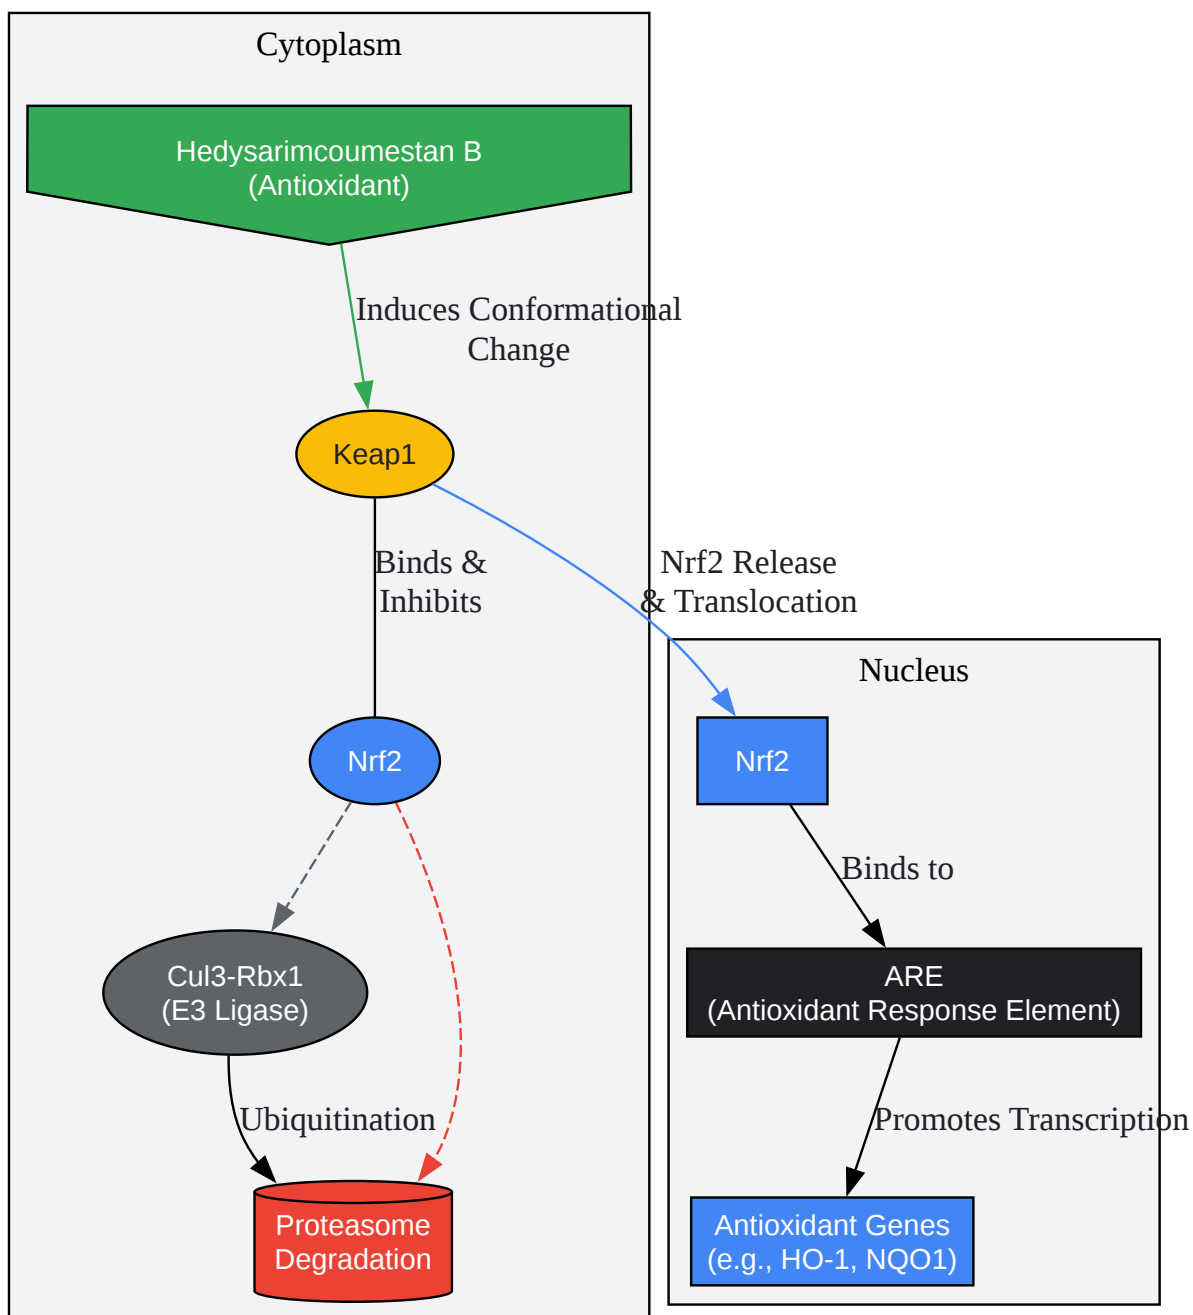 Cytoplasm
Hedysarimcoumestan B
(Antioxidant)
Induces Conformational
Change
Keap1
Binds &
Inhibits
Nrf2 Release
& Translocation
Nucleus
Nrf2
Nrf2
Binds to
Cul3-Rbx1
(E3 Ligase)
ARE
(Antioxidant Response Element)
Ubiquitination
Promotes Transcription
Proteasome
Degradation
Antioxidant Genes
(e.g., HO-1, NQO1)